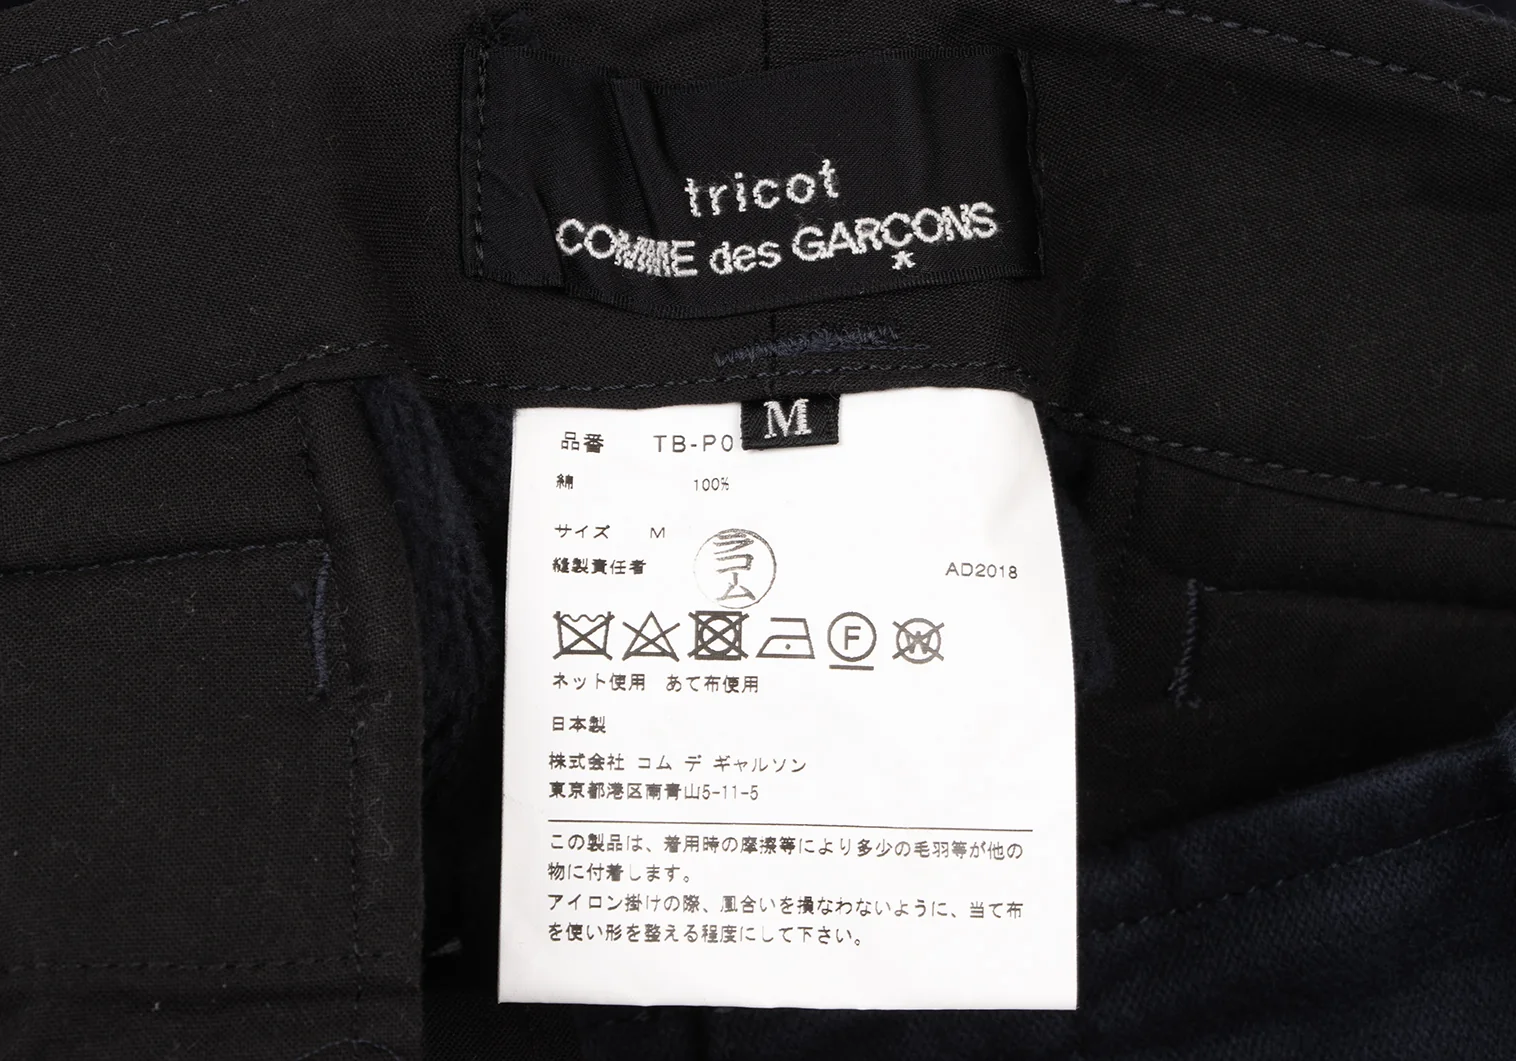 tricot
COMME des GARCONS
M
品番 TB-P0
綿 100%
サイズ M
ラコム
縫製責任者 AD2018
F
W
ネット使用 あて布使用
日本製
株式会社 コム デ ギャルソン
東京都港区南青山5-11-5
この製品は、着用時の摩擦等により多少の毛羽等が他の
物に付着します。
アイロン掛けの際、風合いを損なわないように、当て布
を使い形を整える程度にして下さい。